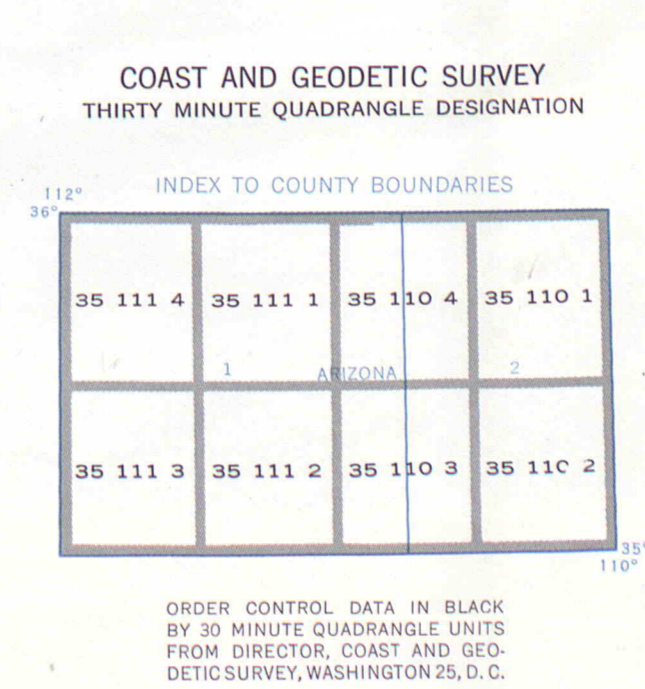 COAST AND GEODETIC SURVEY
THIRTY MINUTE QUADRANGLE DESIGNATION
INDEX TO COUNTY BOUNDARIES
112°
36°
35 111 4 35 111 1 35 110 4 35 110 1
1 ARIZONA 2
35 111 3 35 111 2 35 110 3 35 110 2
35°
110°
ORDER CONTROL DATA IN BLACK
BY 30 MINUTE QUADRANGLE UNITS
FROM DIRECTOR, COAST AND GEO-
DETIC SURVEY, WASHINGTON 25, D. C.